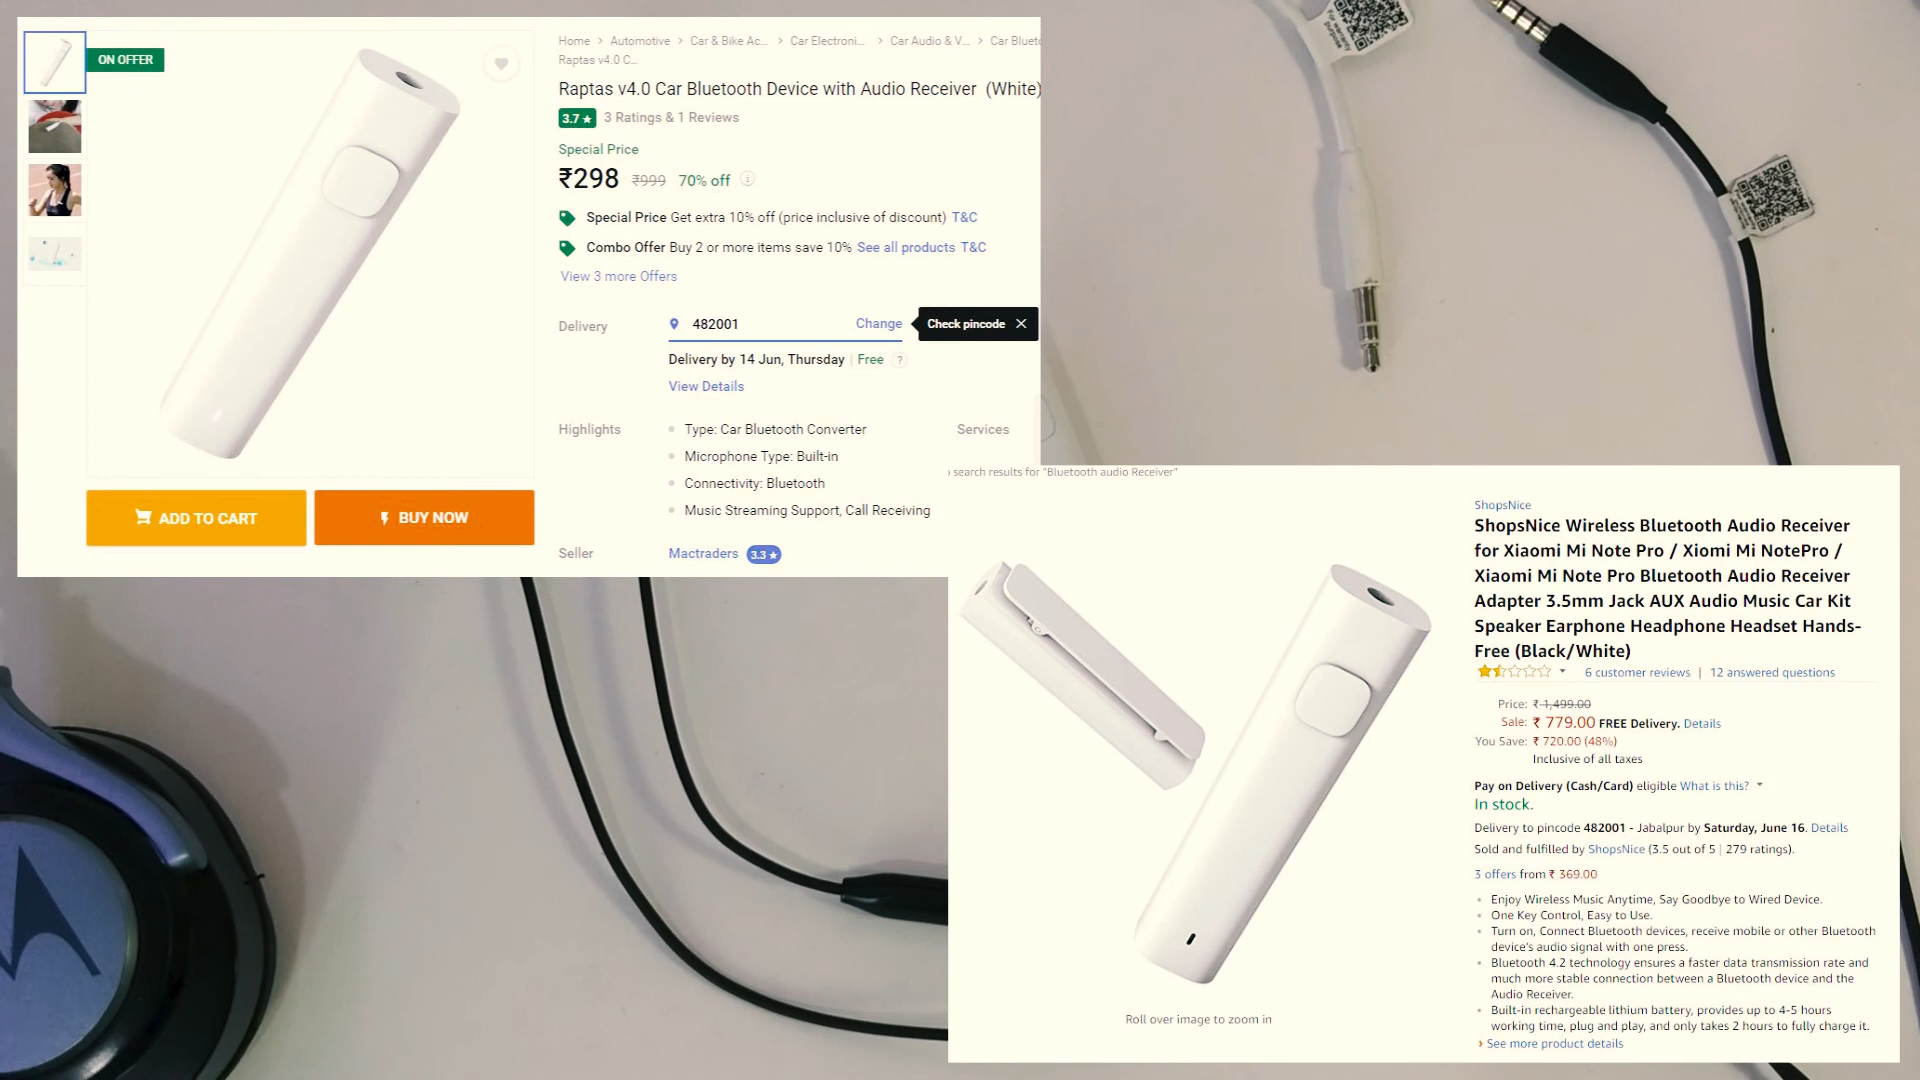 Home > Automotive > Car & Bike Ac... > Car Electroni... > Car Audio & V... > Car Blueto
Raptas v4.0 C...
ON OFFER
Raptas v4.0 Car Bluetooth Device with Audio Receiver (White)
3.7 ★ 3 Ratings & 1 Reviews
Special Price
₹298 ₹999 70% off
Special Price Get extra 10% off (price inclusive of discount) T&C
Combo Offer Buy 2 or more items save 10% See all products T&C
View 3 more Offers
Delivery 482001 Change Check pincode ✕
Delivery by 14 Jun, Thursday | Free ?
View Details
Highlights
Type: Car Bluetooth Converter
Microphone Type: Built-in
Connectivity: Bluetooth
Music Streaming Support, Call Receiving
Services
ADD TO CART
BUY NOW
Seller Mactraders 3.3 ★
For warranty
purpose
search results for "Bluetooth audio Receiver"
ShopsNice
ShopsNice Wireless Bluetooth Audio Receiver
for Xiaomi Mi Note Pro / Xiomi Mi NotePro /
Xiaomi Mi Note Pro Bluetooth Audio Receiver
Adapter 3.5mm Jack AUX Audio Music Car Kit
Speaker Earphone Headphone Headset Hands-
Free (Black/White)
6 customer reviews | 12 answered questions
Price: ₹ 1,499.00
Sale: ₹ 779.00 FREE Delivery. Details
You Save: ₹ 720.00 (48%)
Inclusive of all taxes
Pay on Delivery (Cash/Card) eligible What is this?
In stock.
Delivery to pincode 482001 - Jabalpur by Saturday, June 16. Details
Sold and fulfilled by ShopsNice (3.5 out of 5 | 279 ratings).
3 offers from ₹ 369.00
Enjoy Wireless Music Anytime, Say Goodbye to Wired Device.
One Key Control, Easy to Use.
Turn on, Connect Bluetooth devices, receive mobile or other Bluetooth
device's audio signal with one press.
Bluetooth 4.2 technology ensures a faster data transmission rate and
much more stable connection between a Bluetooth device and the
Audio Receiver.
Built-in rechargeable lithium battery, provides up to 4-5 hours
working time, plug and play, and only takes 2 hours to fully charge it.
› See more product details
Roll over image to zoom in